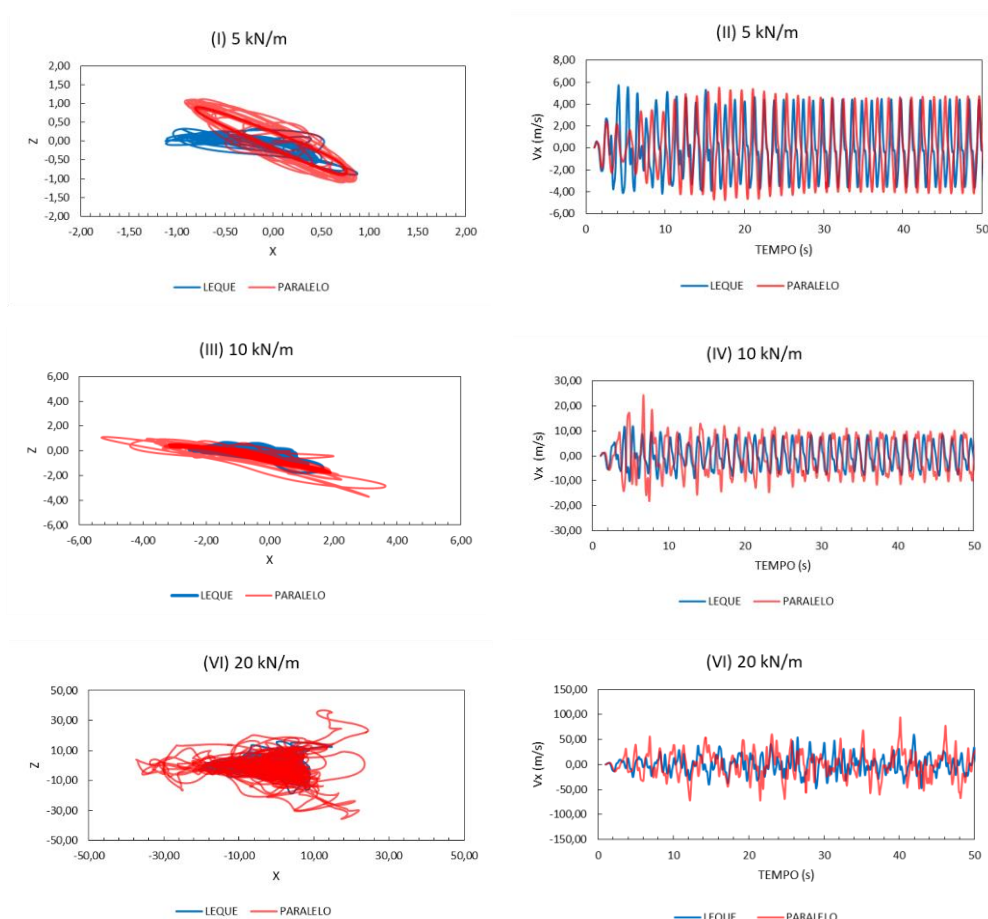 (I) 5 kN/m
2,00
1,50
1,00
0,50
0,00
-0,50
-1,00
-1,50
-2,00
Z
-2,00 -1,00 0,00 1,00 2,00
X
LEQUE PARALELO
(II) 5 kN/m
8,00
6,00
4,00
2,00
0,00
-2,00
-4,00
-6,00
Vx (m/s)
0 10 20 30 40 50
TEMPO (s)
LEQUE PARALELO
(III) 10 kN/m
6,00
4,00
2,00
0,00
-2,00
-4,00
-6,00
Z
-6,00 -4,00 -2,00 0,00 2,00 4,00 6,00
X
LEQUE PARALELO
(IV) 10 kN/m
30,00
20,00
10,00
0,00
-10,00
-20,00
-30,00
Vx (m/s)
0 10 20 30 40 50
TEMPO (s)
LEQUE PARALELO
(VI) 20 kN/m
50,00
30,00
10,00
-10,00
-30,00
-50,00
Z
-50,00 -30,00 -10,00 10,00 30,00 50,00
X
LEQUE PARALELO
(VI) 20 kN/m
150,00
100,00
50,00
0,00
-50,00
-100,00
-150,00
Vx (m/s)
0 10 20 30 40 50
TEMPO (s)
LEQUE PARALELO